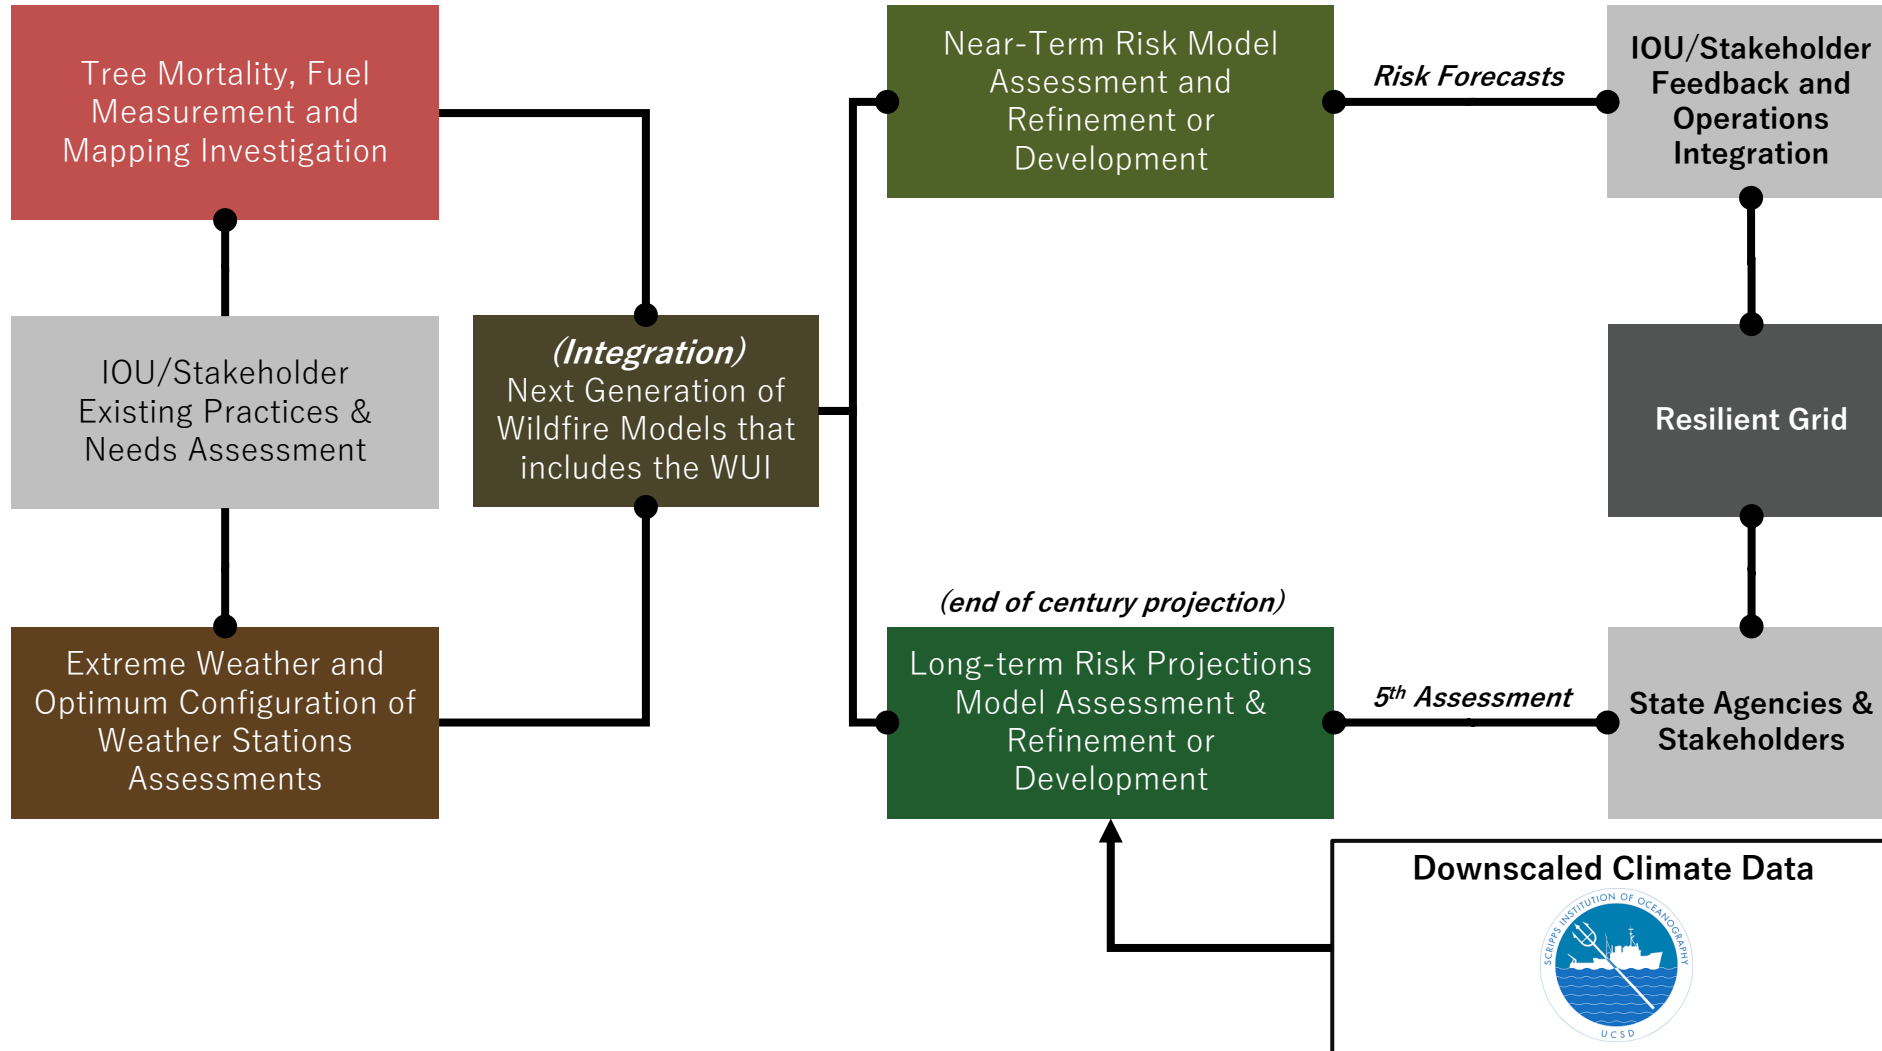 Tree Mortality, Fuel
Measurement and
Mapping Investigation
IOU/Stakeholder
Existing Practices &
Needs Assessment
Extreme Weather and
Optimum Configuration of
Weather Stations
Assessments
(Integration)
Next Generation of
Wildfire Models that
includes the WUI
Near-Term Risk Model
Assessment and
Refinement or
Development
Risk Forecasts
IOU/Stakeholder
Feedback and
Operations
Integration
Resilient Grid
(end of century projection)
Long-term Risk Projections
Model Assessment &
Refinement or
Development
5th Assessment
State Agencies &
Stakeholders
Downscaled Climate Data
SCRIPPS INSTITUTION OF OCEANOGRAPHY
UCSD